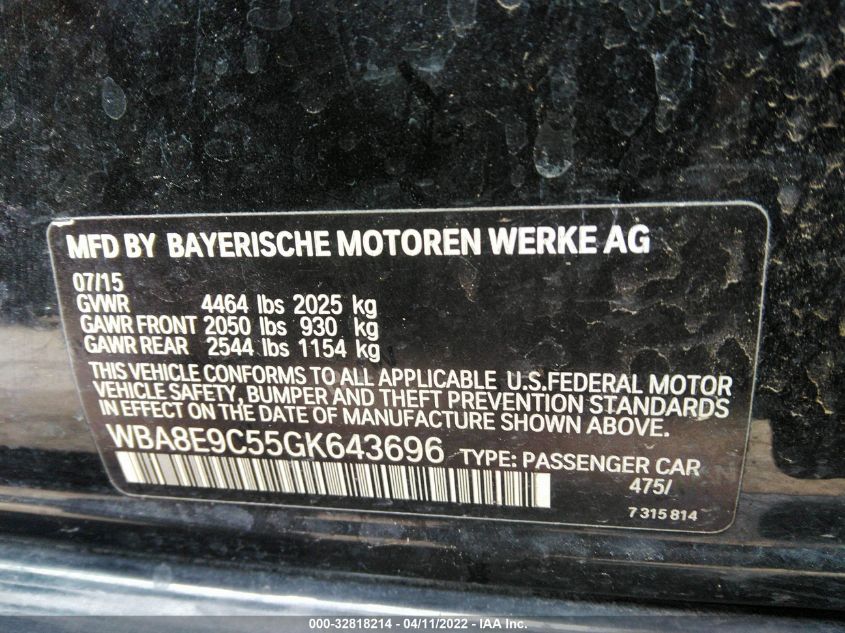 MFD BY BAYERISCHE MOTOREN WERKE AG
07/15
GVWR 4464 lbs 2025 kg
GAWR FRONT 2050 lbs 930 kg
GAWR REAR 2544 lbs 1154 kg
THIS VEHICLE CONFORMS TO ALL APPLICABLE U.S.FEDERAL MOTOR
VEHICLE SAFETY, BUMPER AND THEFT PREVENTION STANDARDS
IN EFFECT ON THE DATE OF MANUFACTURE SHOWN ABOVE.
WBA8E9C55GK643696 TYPE: PASSENGER CAR
475/
7 315 814
000-32818214 - 04/11/2022 - IAA Inc.